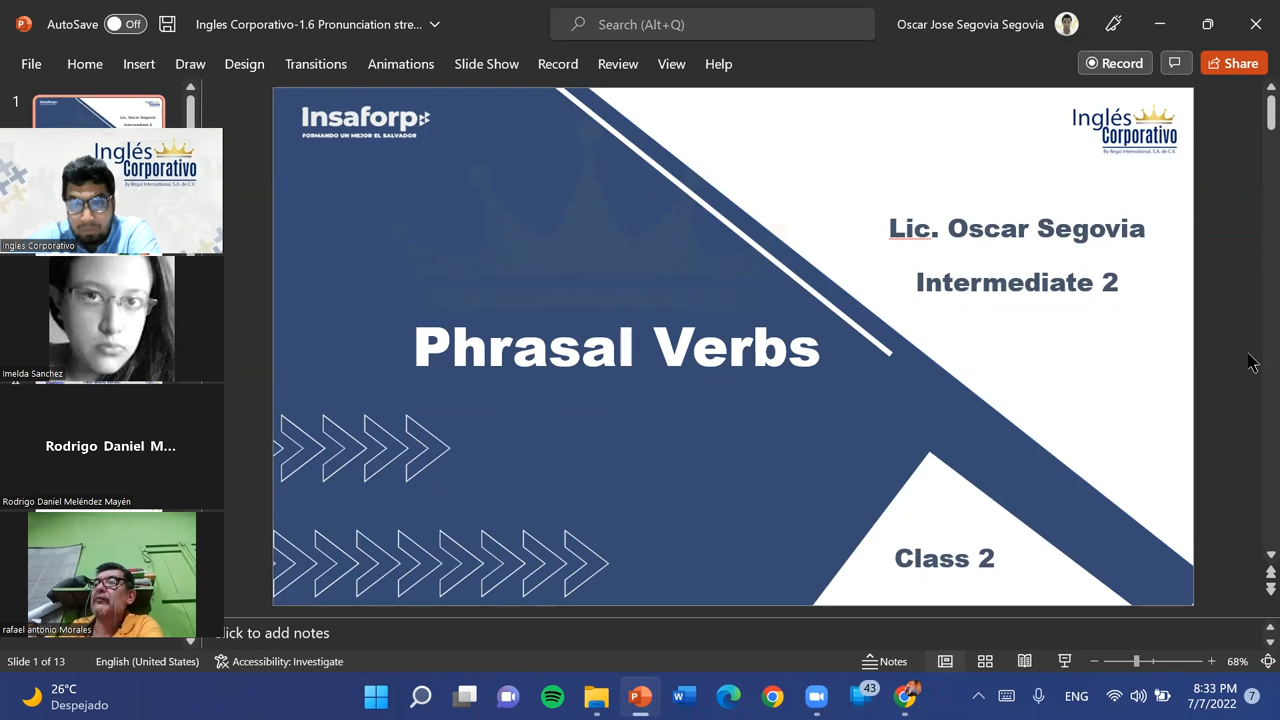 AutoSave Off
Ingles Corporativo-1.6 Pronunciation stre...
Search (Alt+Q)
Oscar Jose Segovia Segovia
File Home Insert Draw Design Transitions Animations Slide Show Record Review View Help
Record
Share
1
Insaforp
FORMANDO UN MEJOR EL SALVADOR
Inglés
Corporativo
By Regal International, S.A. de C.V.
Lic. Oscar Segovia
Intermediate 2
Phrasal Verbs
Class 2
Lic. Oscar Segovia
Intermediate 2
Inglés
Corporativo
By Regal International, S.A. de C.V.
Ingles Corporativo
Imelda Sanchez
Rodrigo Daniel M...
Rodrigo Daniel Meléndez Mayén
rafael antonio Morales
lick to add notes
Slide 1 of 13
English (United States)
Accessibility: Investigate
Notes
68%
26°C
Despejado
43
ENG
8:33 PM
7/7/2022
7